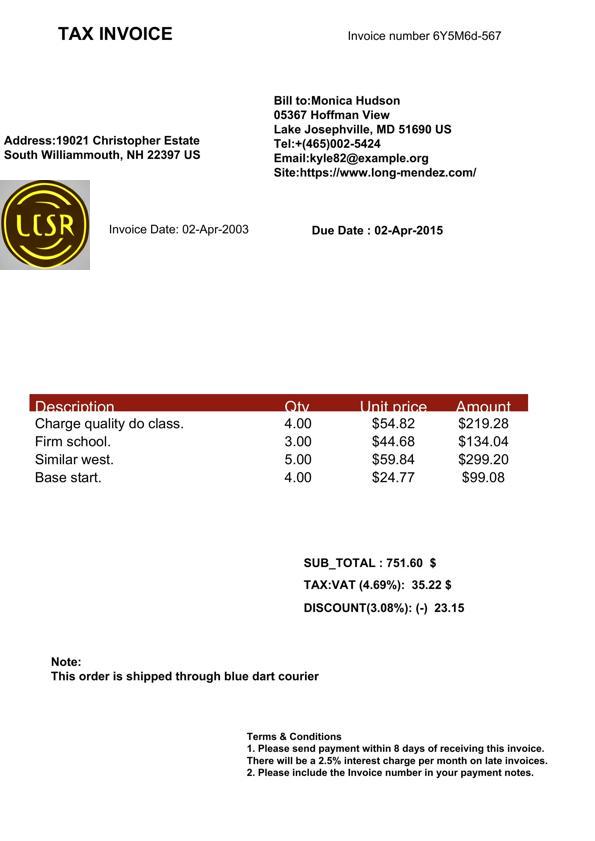 TAX INVOICE
Invoice number 6Y5M6d-567
Bill to:Monica Hudson
05367 Hoffman View
Lake Josephville, MD 51690 US
Tel:+(465)002-5424
Email:kyle82@example.org
Site:https://www.long-mendez.com/
Address:19021 Christopher Estate
South Williammouth, NH 22397 US
LCSR
Invoice Date: 02-Apr-2003
Due Date : 02-Apr-2015
Description Qty Unit price Amount
Charge quality do class. 4.00 $54.82 $219.28
Firm school. 3.00 $44.68 $134.04
Similar west. 5.00 $59.84 $299.20
Base start. 4.00 $24.77 $99.08
SUB_TOTAL : 751.60 $
TAX:VAT (4.69%): 35.22 $
DISCOUNT(3.08%): (-) 23.15
Note:
This order is shipped through blue dart courier
Terms & Conditions
1. Please send payment within 8 days of receiving this invoice.
There will be a 2.5% interest charge per month on late invoices.
2. Please include the Invoice number in your payment notes.